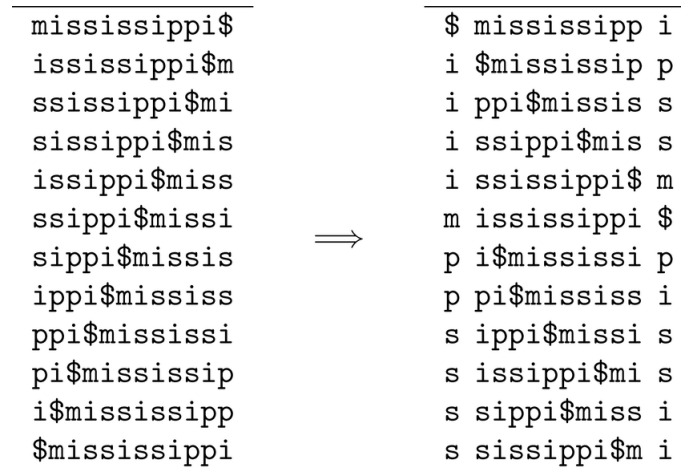 mississippi$ $ mississipp i
ississippi$m i $mississip p
ssissippi$mi i ppi$missis s
sissippi$mis i ssippi$mis s
issippi$miss i ssissippi$ m
ssippi$missi m ississippi $
⟹
sippi$missis p i$mississi p
ippi$mississ p pi$mississ i
ppi$mississi s ippi$missi s
pi$mississip s issippi$mi s
i$mississipp s sippi$miss i
$mississippi s sissippi$m i